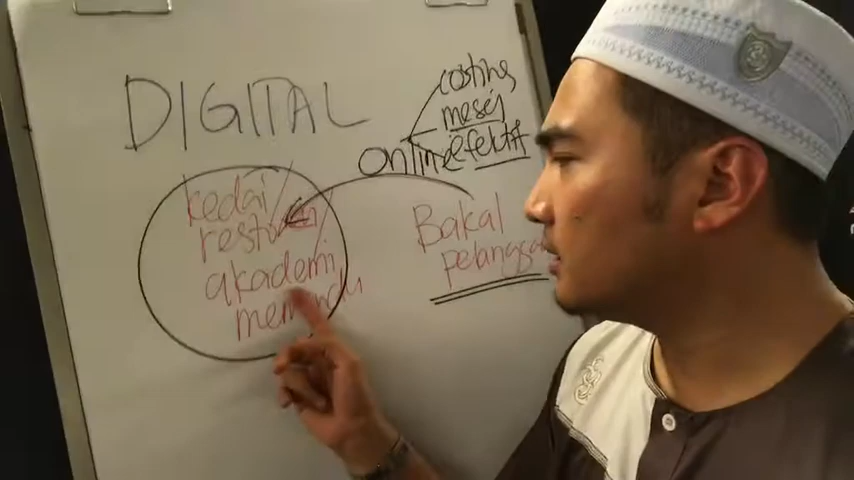 DIGITAL
costing
mesej
efektif
online
kedai/
restoran/
akademi/
memandu
Bakal
pelanggan